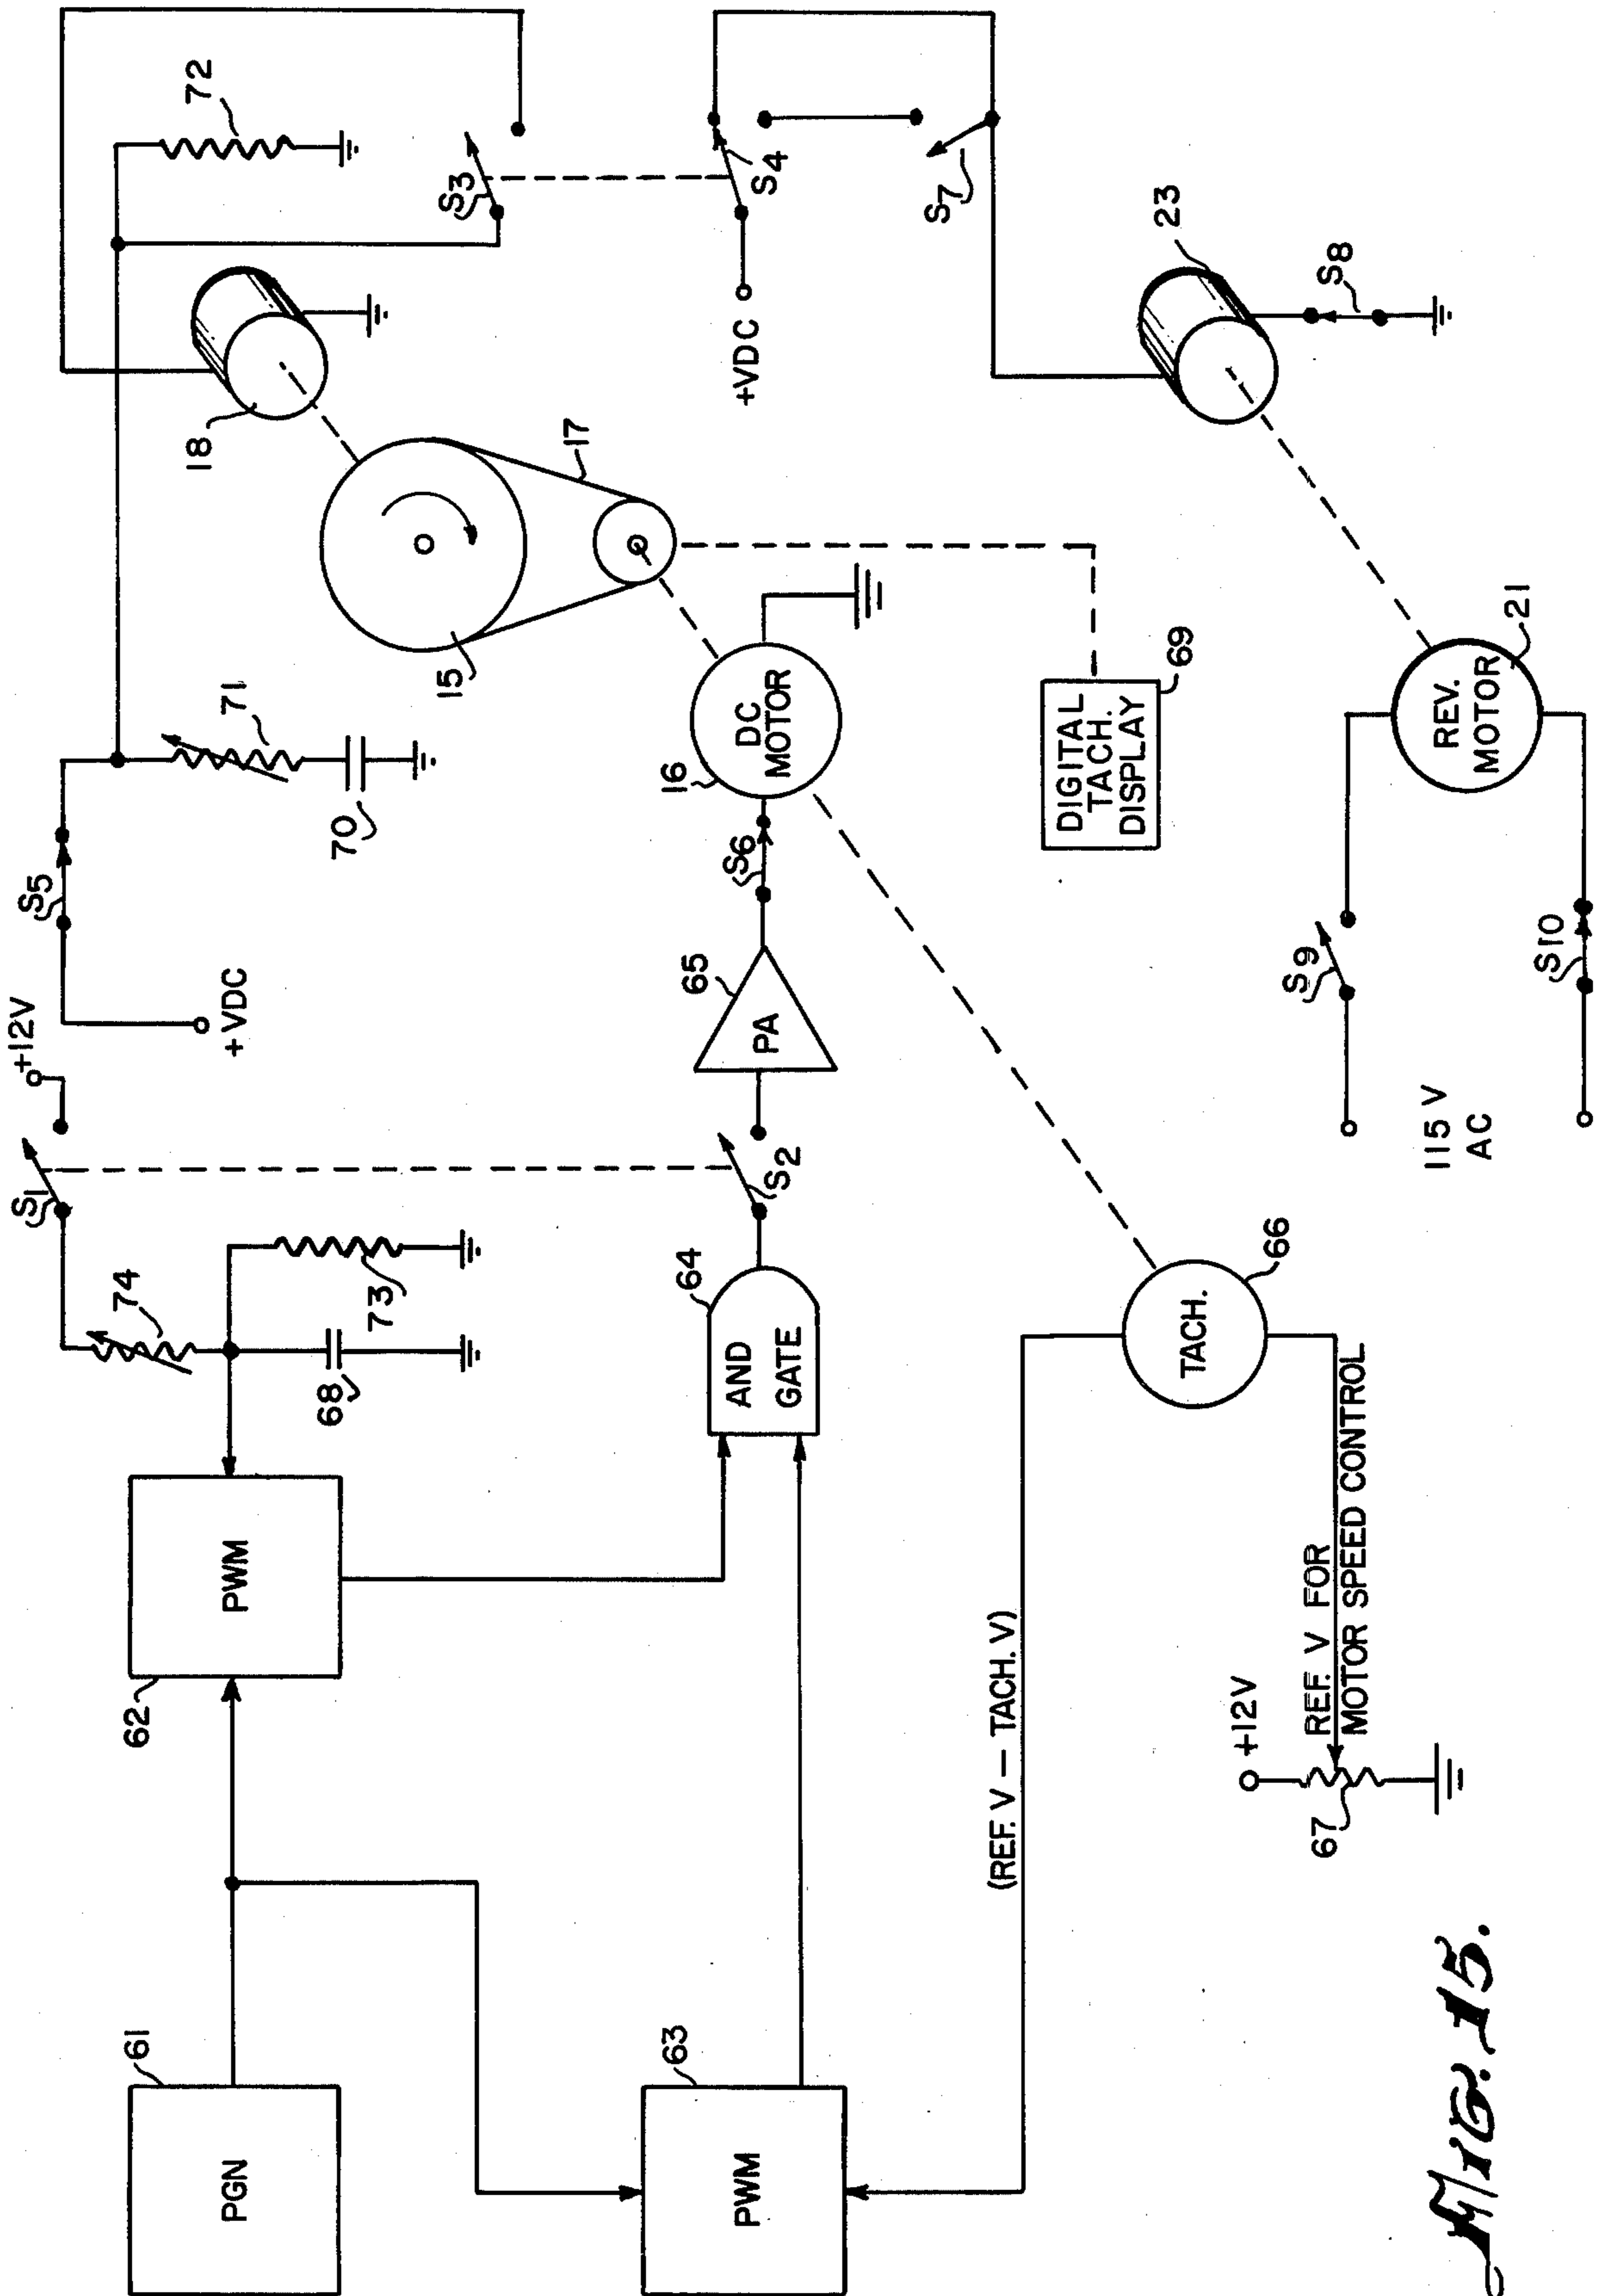 61
PGN
62
PWM
63
PWM
74
68
73
S1
+12V
64
AND
GATE
S2
65
PA
S6
16
DC
MOTOR
S5
+VDC
70
71
15
17
18
72
S3
S4
+VDC
S7
23
S8
69
DIGITAL
TACH.
DISPLAY
66
TACH.
(REF. V — TACH. V)
+12V
67
REF. V FOR
MOTOR SPEED CONTROL
115 V
AC
S9
S10
REV.
MOTOR
21
FIG. 15.